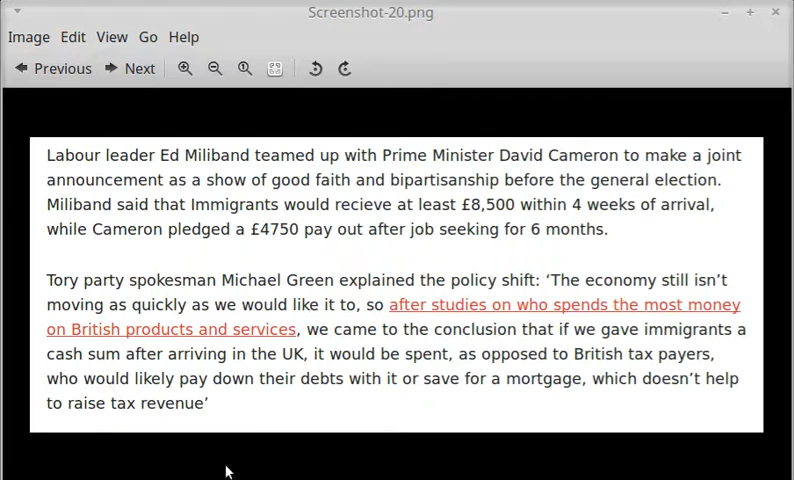 Screenshot-20.png
Image Edit View Go Help
Previous Next
Labour leader Ed Miliband teamed up with Prime Minister David Cameron to make a joint
announcement as a show of good faith and bipartisanship before the general election.
Miliband said that Immigrants would recieve at least £8,500 within 4 weeks of arrival,
while Cameron pledged a £4750 pay out after job seeking for 6 months.
Tory party spokesman Michael Green explained the policy shift: ‘The economy still isn’t
moving as quickly as we would like it to, so after studies on who spends the most money
on British products and services, we came to the conclusion that if we gave immigrants a
cash sum after arriving in the UK, it would be spent, as opposed to British tax payers,
who would likely pay down their debts with it or save for a mortgage, which doesn’t help
to raise tax revenue’